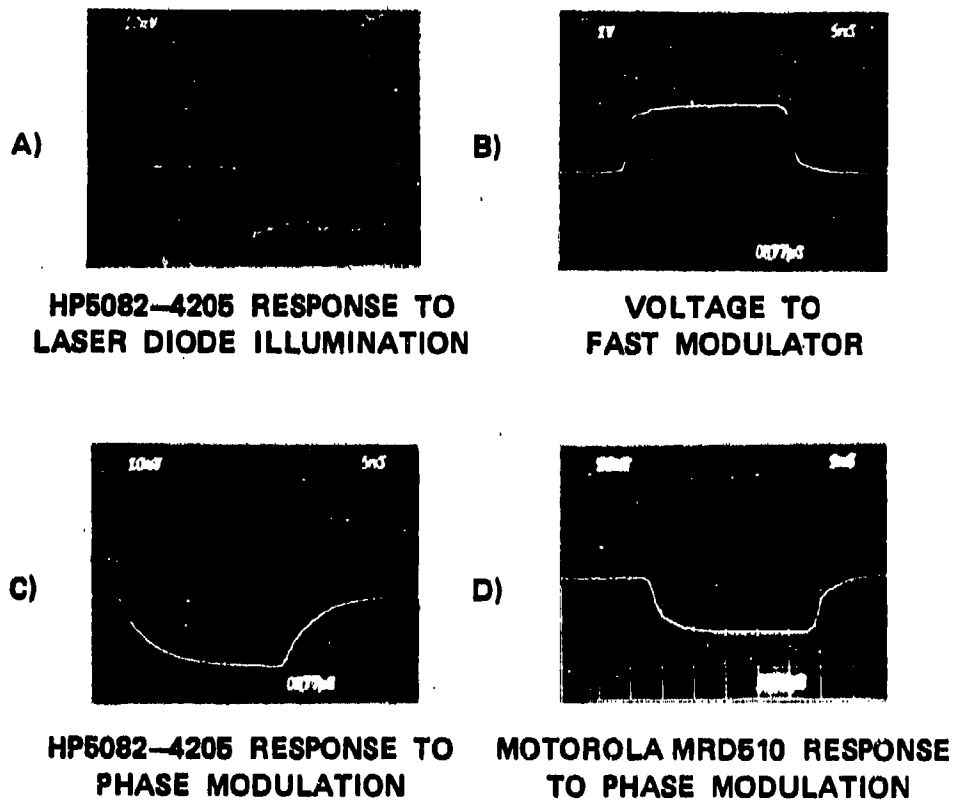 A)
B)
1V 5nS
HP5082–4205 RESPONSE TO
LASER DIODE ILLUMINATION
VOLTAGE TO
FAST MODULATOR
C)
10mV 5nS
D)
5nS
HP5082–4205 RESPONSE TO
PHASE MODULATION
MOTOROLA MRD510 RESPONSE
TO PHASE MODULATION